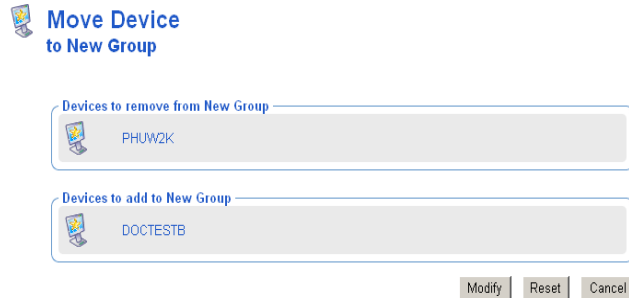 Move Device
to New Group
Devices to remove from New Group
PHUW2K
Devices to add to New Group
DOCTESTB
Modify Reset Cancel